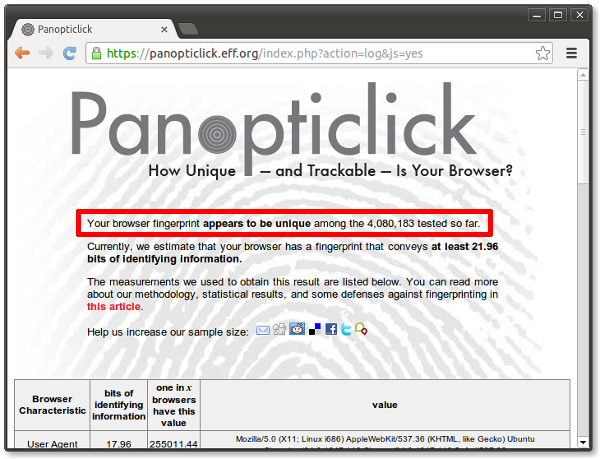 Panopticlick
https://panopticlick.eff.org/index.php?action=log&js=yes
Panopticlick
How Unique — and Trackable — Is Your Browser?
Your browser fingerprint appears to be unique among the 4,080,183 tested so far.
Currently, we estimate that your browser has a fingerprint that conveys at least 21.96
bits of identifying information.
The measurements we used to obtain this result are listed below. You can read more
about our methodology, statistical results, and some defenses against fingerprinting in
this article.
Help us increase our sample size:
Browser Characteristic
bits of identifying information
one in x browsers have this value
value
User Agent
17.96
255011.44
Mozilla/5.0 (X11; Linux i686) AppleWebKit/537.36 (KHTML, like Gecko) Ubuntu